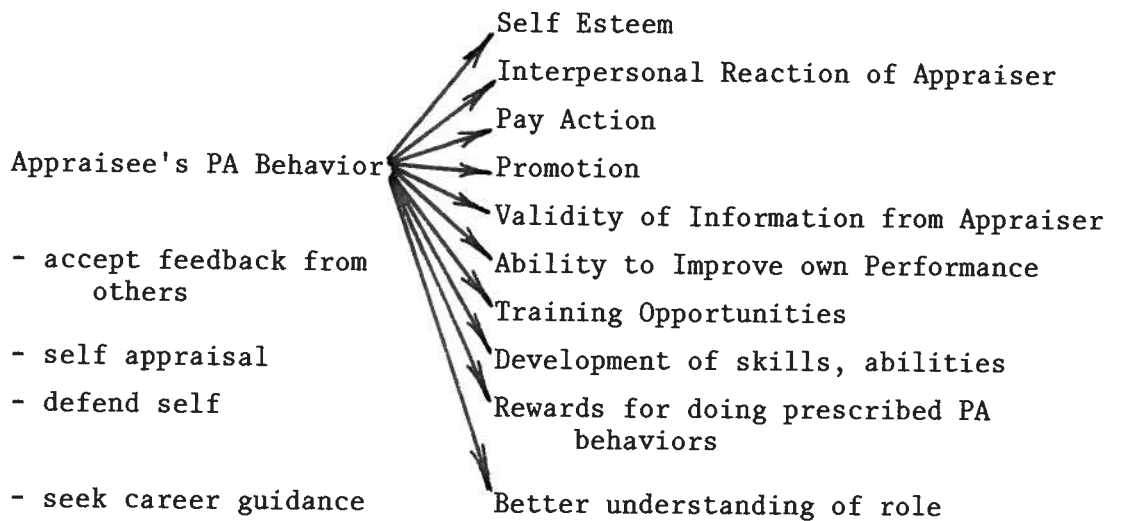 Self Esteem
Interpersonal Reaction of Appraiser
Pay Action
Appraisee's PA Behavior
Promotion
Validity of Information from Appraiser
- accept feedback from
others
Ability to Improve own Performance
Training Opportunities
- self appraisal
Development of skills, abilities
- defend self
Rewards for doing prescribed PA
behaviors
- seek career guidance
Better understanding of role